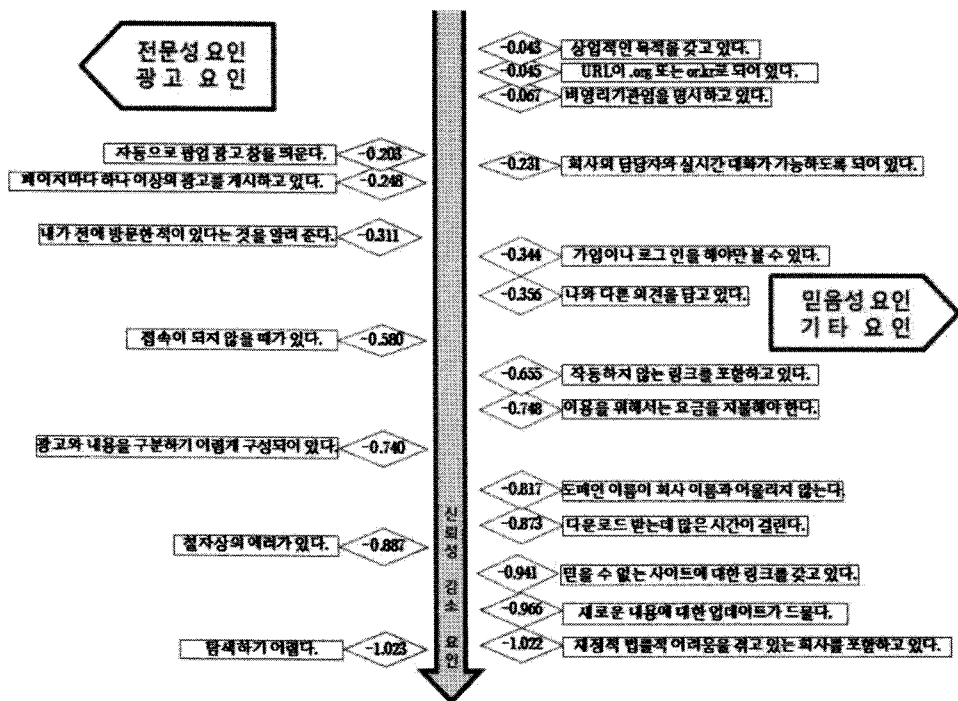 전문성 요인
광고 요인
-0.203 자동으로 팝업 광고 창을 띄운다.
-0.248 페이지마다 하나 이상의 광고를 게시하고 있다.
-0.311 내가 전에 방문한 적이 있다는 것을 알려 준다.
-0.580 접속이 되지 않을 때가 있다.
-0.740 광고와 내용을 구분하기 어렵게 구성되어 있다.
-0.887 철자상의 에러가 있다.
-1.023 탐색하기 어렵다.
신뢰성 감소 요인
-0.043 상업적인 목적을 갖고 있다.
-0.045 URL이 .org 또는 or.kr로 되어 있다.
-0.067 비영리기관임을 명시하고 있다.
-0.231 회사의 담당자와 실시간 대화가 가능하도록 되어 있다.
-0.344 가입이나 로그인을 해야만 볼 수 있다.
-0.356 나와 다른 의견을 담고 있다.
믿음성 요인
기타 요인
-0.655 작동하지 않는 링크를 포함하고 있다.
-0.748 이용을 위해서는 요금을 지불해야 한다.
-0.817 도메인 이름이 회사 이름과 어울리지 않는다.
-0.873 다운로드 받는데 많은 시간이 걸린다.
-0.941 믿을 수 없는 사이트에 대한 링크를 갖고 있다.
-0.966 새로운 내용에 대한 업데이트가 드물다.
-1.022 재정적 법률적 어려움을 겪고 있는 회사를 포함하고 있다.